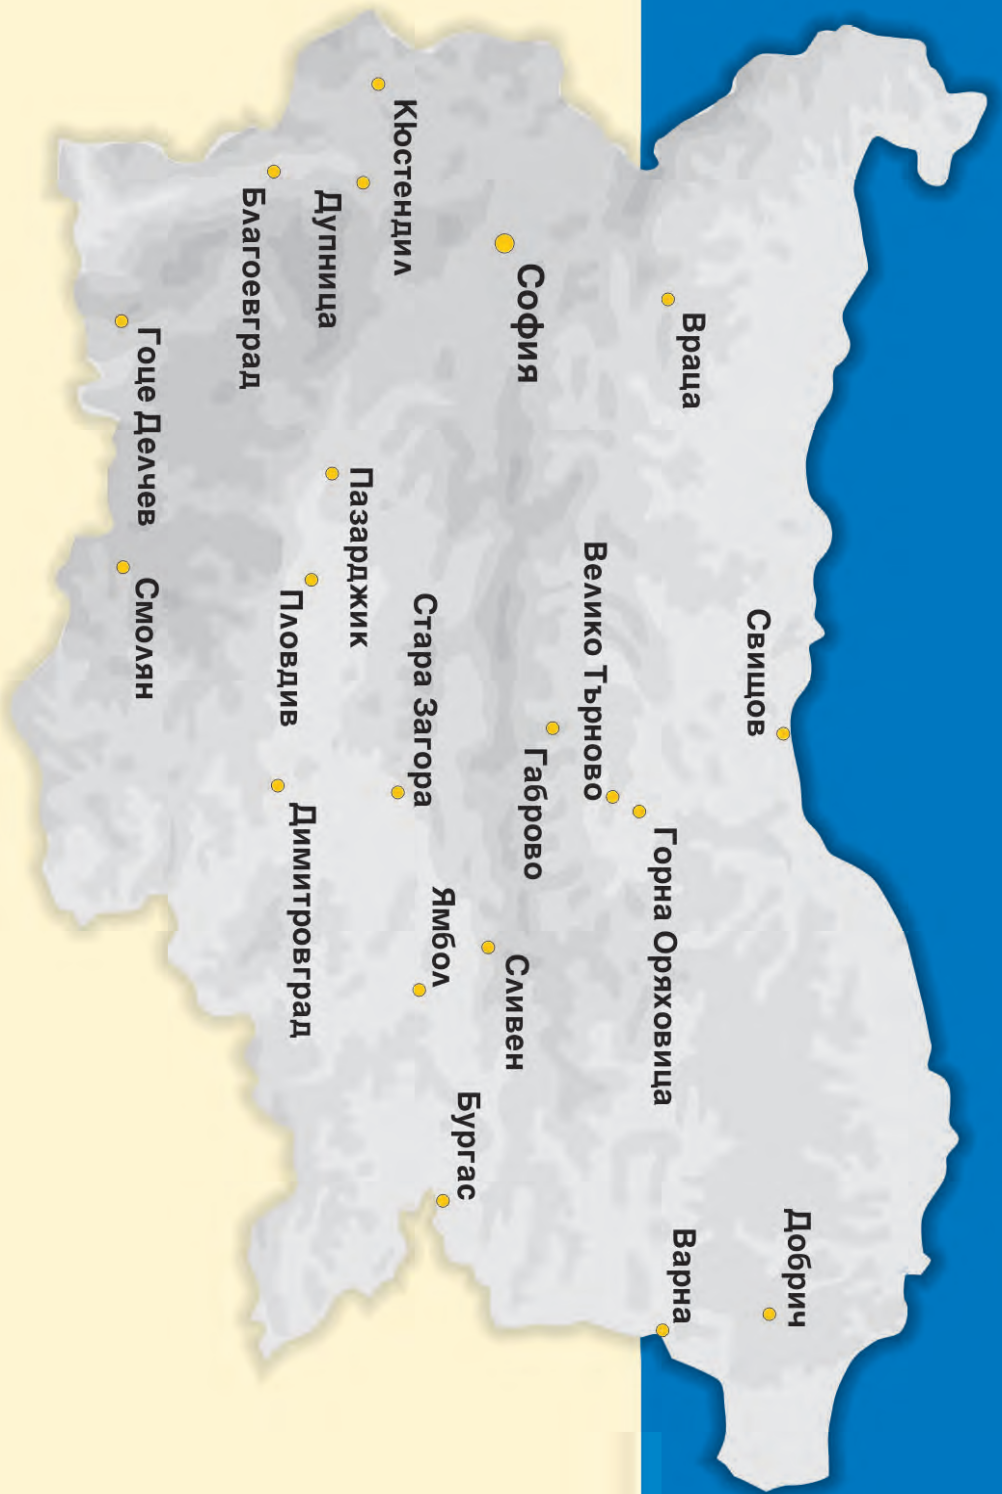 Свищов
Добрич
Враца
Варна
Горна Оряховица
Велико Търново
Габрово
София
Сливен
Бургас
Ямбол
Стара Загора
Кюстендил
Пазарджик
Дупница
Димитровград
Пловдив
Благоевград
Гоце Делчев
Смолян